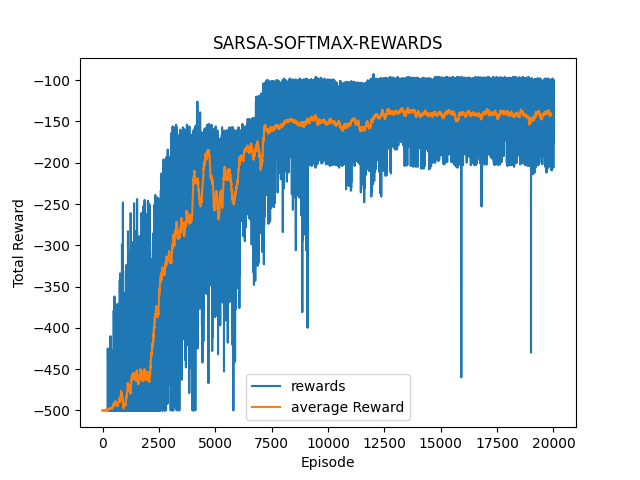 SARSA-SOFTMAX-REWARDS
Total Reward
−100
−150
−200
−250
−300
−350
−400
−450
−500
rewards
average Reward
0 2500 5000 7500 10000 12500 15000 17500 20000
Episode